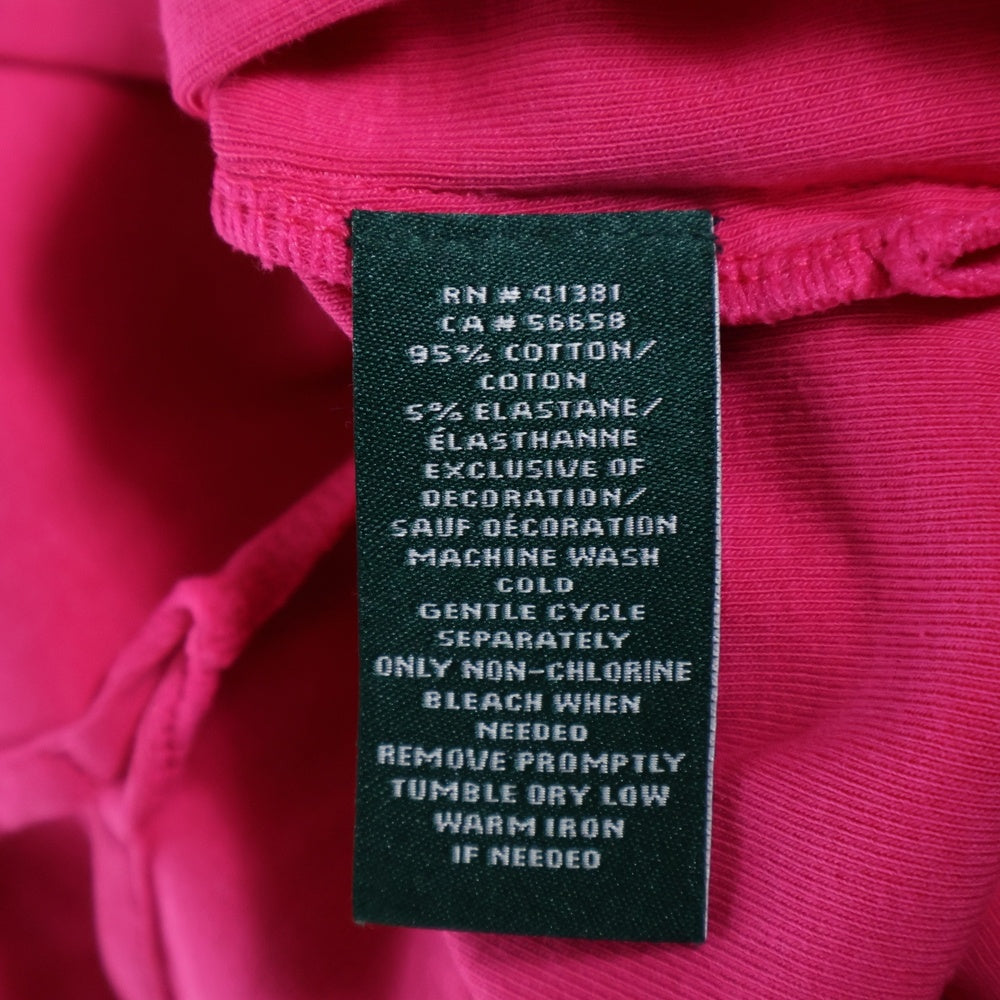 RN # 41381
CA # 56658
95% COTTON/
COTON
5% ELASTANE/
ÉLASTHANNE
EXCLUSIVE OF
DECORATION/
SAUF DÉCORATION
MACHINE WASH
COLD
GENTLE CYCLE
SEPARATELY
ONLY NON-CHLORINE
BLEACH WHEN
NEEDED
REMOVE PROMPTLY
TUMBLE DRY LOW
WARM IRON
IF NEEDED